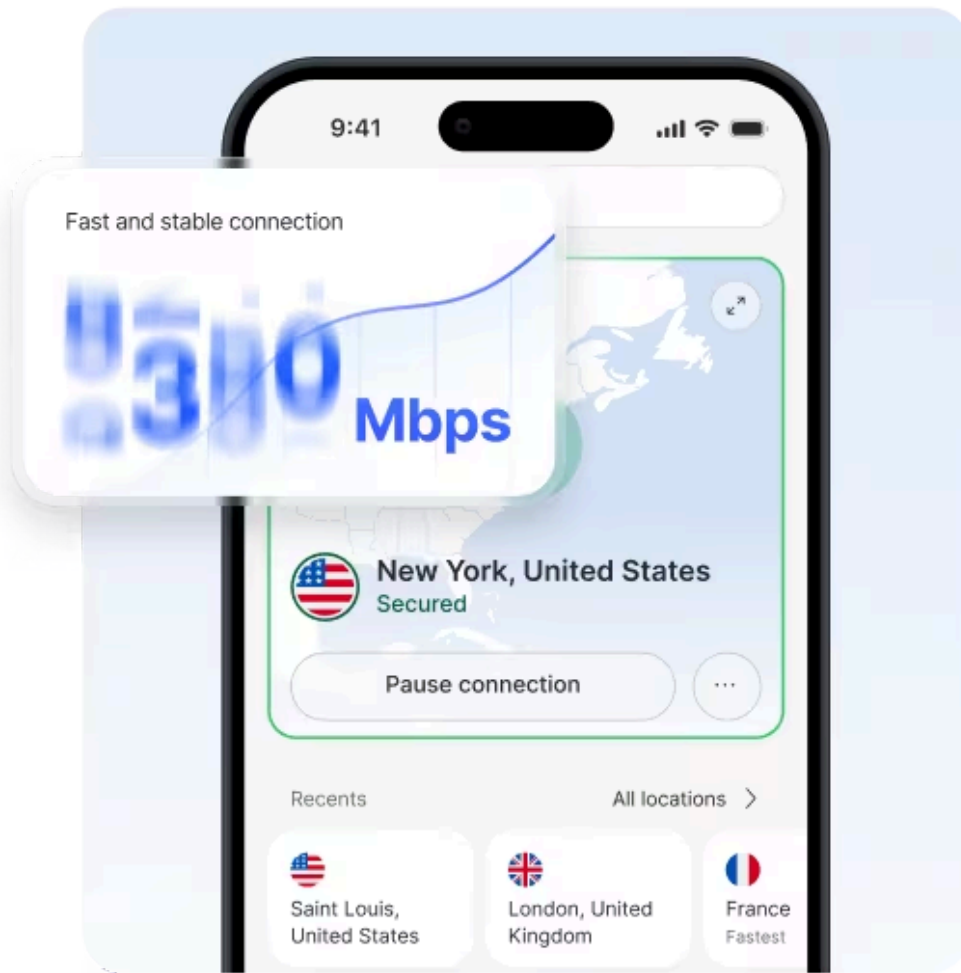 9:41
Fast and stable connection
Mbps
New York, United States
Secured
Pause connection
Recents
All locations
Saint Louis,
United States
London, United
Kingdom
France
Fastest